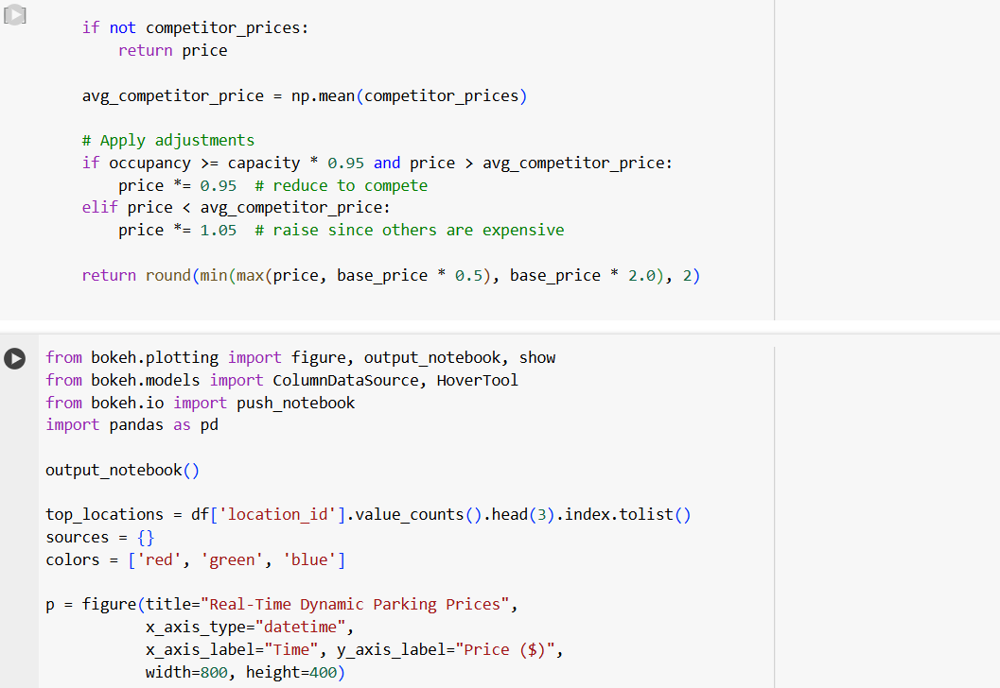 if not competitor_prices:
return price
avg_competitor_price = np.mean(competitor_prices)
# Apply adjustments
if occupancy >= capacity * 0.95 and price > avg_competitor_price:
price *= 0.95  # reduce to compete
elif price < avg_competitor_price:
price *= 1.05  # raise since others are expensive
return round(min(max(price, base_price * 0.5), base_price * 2.0), 2)
from bokeh.plotting import figure, output_notebook, show
from bokeh.models import ColumnDataSource, HoverTool
from bokeh.io import push_notebook
import pandas as pd
output_notebook()
top_locations = df['location_id'].value_counts().head(3).index.tolist()
sources = {}
colors = ['red', 'green', 'blue']
p = figure(title="Real-Time Dynamic Parking Prices",
x_axis_type="datetime",
x_axis_label="Time", y_axis_label="Price ($)",
width=800, height=400)